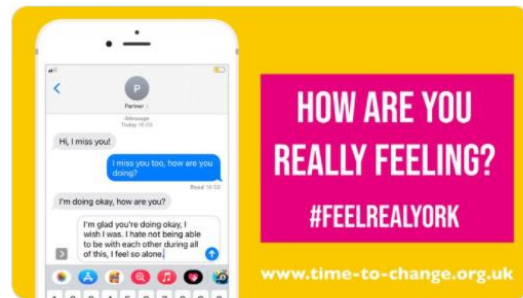 P
Partner
iMessage
Today 16:03
Hi, I miss you!
I miss you too, how are you
doing?
Read 16:03
I'm doing okay, how are you?
I'm glad you're doing okay, I
wish I was. I hate not being able
to be with each other during all
of this, I feel so alone.
HOW ARE YOU
REALLY FEELING?
#FEELREALYORK
www.time-to-change.org.uk